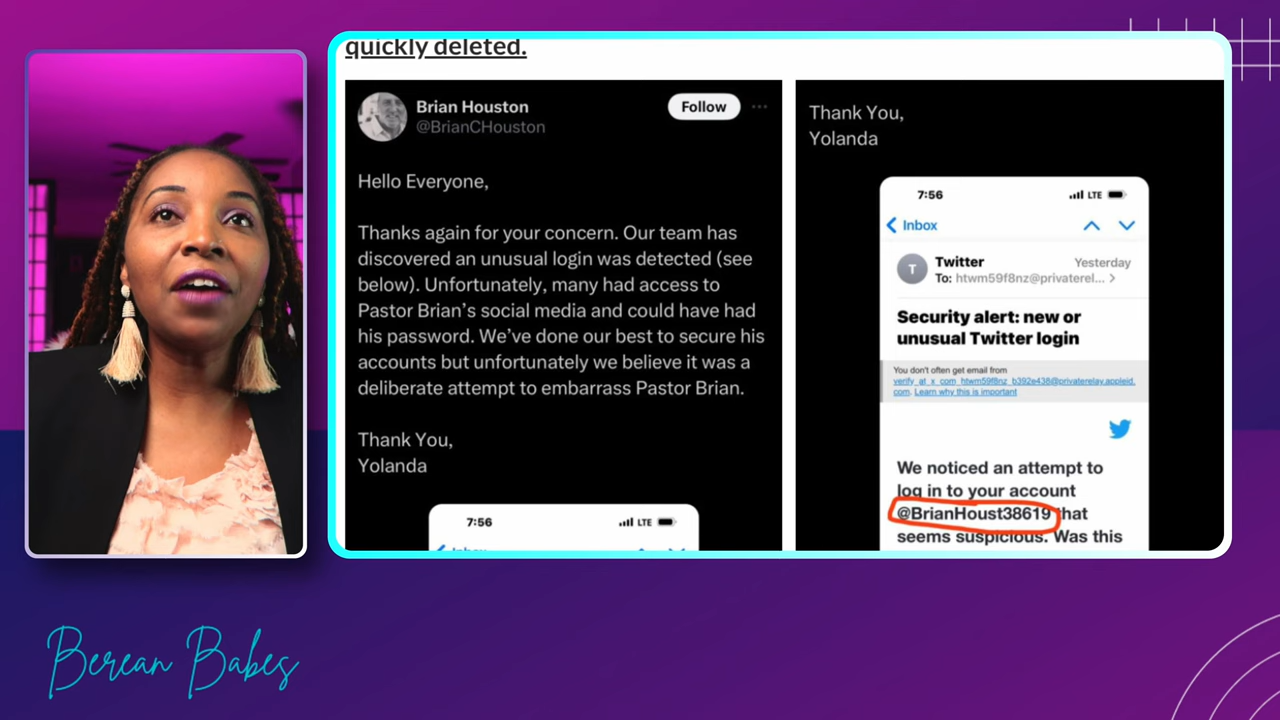 quickly deleted.
Brian Houston
@BrianCHouston
Follow
Hello Everyone,
Thanks again for your concern. Our team has
discovered an unusual login was detected (see
below). Unfortunately, many had access to
Pastor Brian's social media and could have had
his password. We've done our best to secure his
accounts but unfortunately we believe it was a
deliberate attempt to embarrass Pastor Brian.
Thank You,
Yolanda
7:56
LTE
Thank You,
Yolanda
7:56
LTE
Inbox
T
Twitter
Yesterday
To: htwm59f8nz@privaterel...
Security alert: new or
unusual Twitter login
You don't often get email from
verify_at_x_com_htwm59f8nz_b392e438@privaterelay.appleid.
com. Learn why this is important
We noticed an attempt to
log in to your account
@BrianHoust38619 that
seems suspicious. Was this
Berean Babes